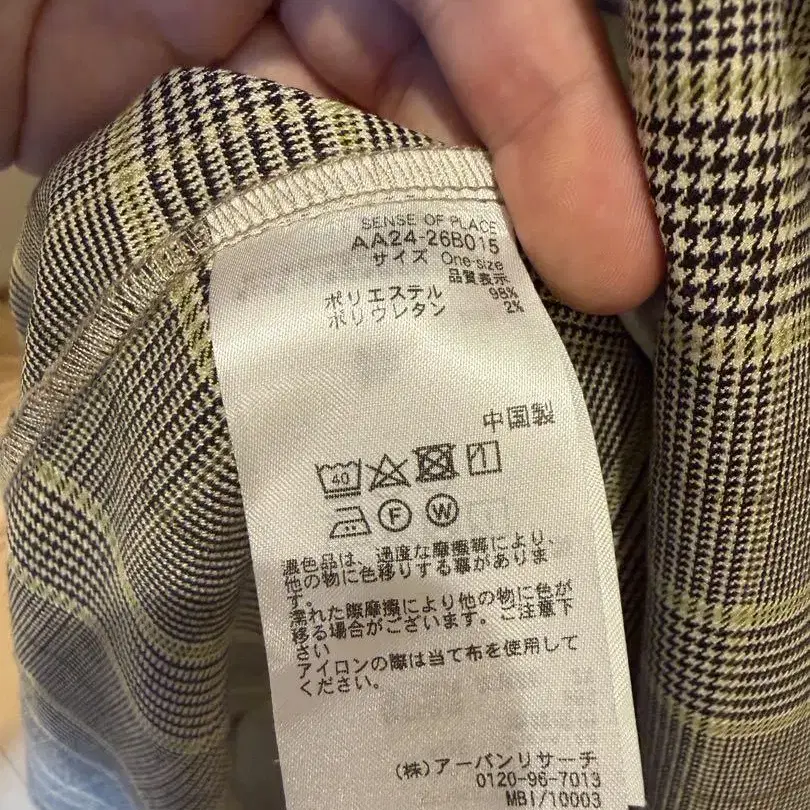 SENSE OF PLACE
AA24-26B015
サイズ One-size
品質表示
ポリエステル 98%
ポリウレタン 2%
中国製
40
F W
濃色品は、過度な摩擦等により、
他の物に色移りする事がありま
す。
濡れた際摩擦により他の物に色が
移る場合がございます。ご注意下
さい
アイロンの際は当て布を使用して
ください。
(株)アーバンリサーチ
0120-96-7013
MBI/10003